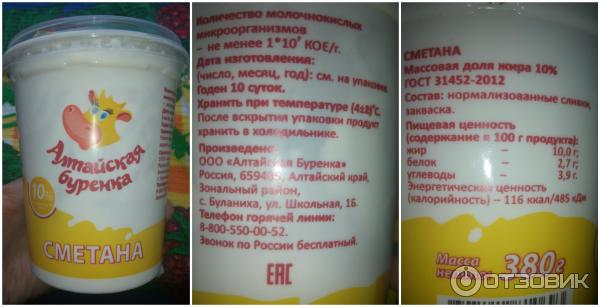 Алтайская
буренка
10%
СМЕТАНА
Количество молочнокислых
микроорганизмов
– не менее 1*10⁷ КОЕ/г.
Дата изготовления:
(число, месяц, год): см. на упаковке.
Годен 10 суток.
Хранить при температуре (4±2)°С.
После вскрытия упаковки продукт
хранить в холодильнике.
Произведено:
ООО «Алтайская Буренка»
Россия, 659405, Алтайский край,
Зональный район,
с. Буланиха, ул. Школьная, 16.
Телефон горячей линии:
8-800-550-00-52.
Звонок по России бесплатный.
ЕАС
СМЕТАНА
Массовая доля жира 10%
ГОСТ 31452-2012
Состав: нормализованные сливки,
закваска.
Пищевая ценность
(содержание в 100 г продукта):
жир – 10,0 г;
белок – 2,7 г;
углеводы – 3,9 г.
Энергетическая ценность
(калорийность) – 116 ккал/485 кДж
Масса
380 г
ОТЗОВИК